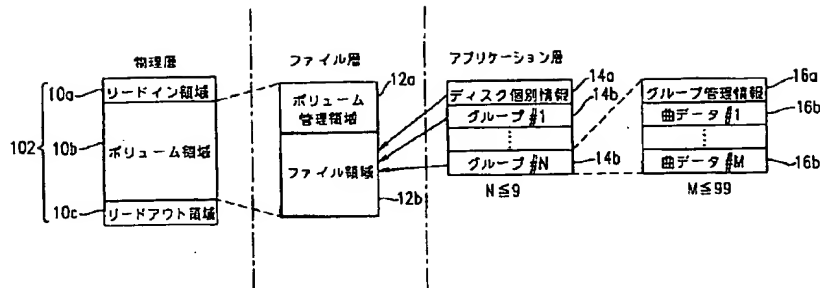 物理層
ファイル層
アプリケーション層
102
10a
リードイン領域
10b
ボリューム領域
10c
リードアウト領域
12a
ボリューム
管理領域
ファイル領域
12b
14a
ディスク個別情報
14b
グループ#1
グループ#N
14b
N≦9
16a
グループ管理情報
16b
曲データ#1
曲データ#M
16b
M≦99